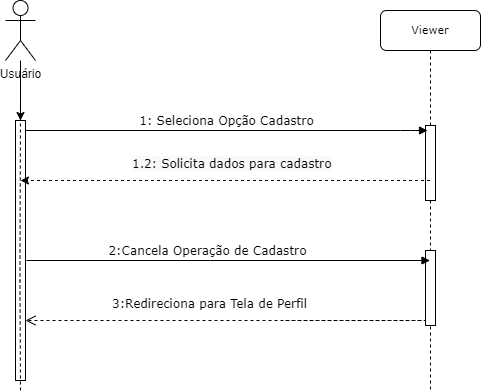 Viewer
Usuário
1: Seleciona Opção Cadastro
1.2: Solicita dados para cadastro
2:Cancela Operação de Cadastro
3:Redireciona para Tela de Perfil